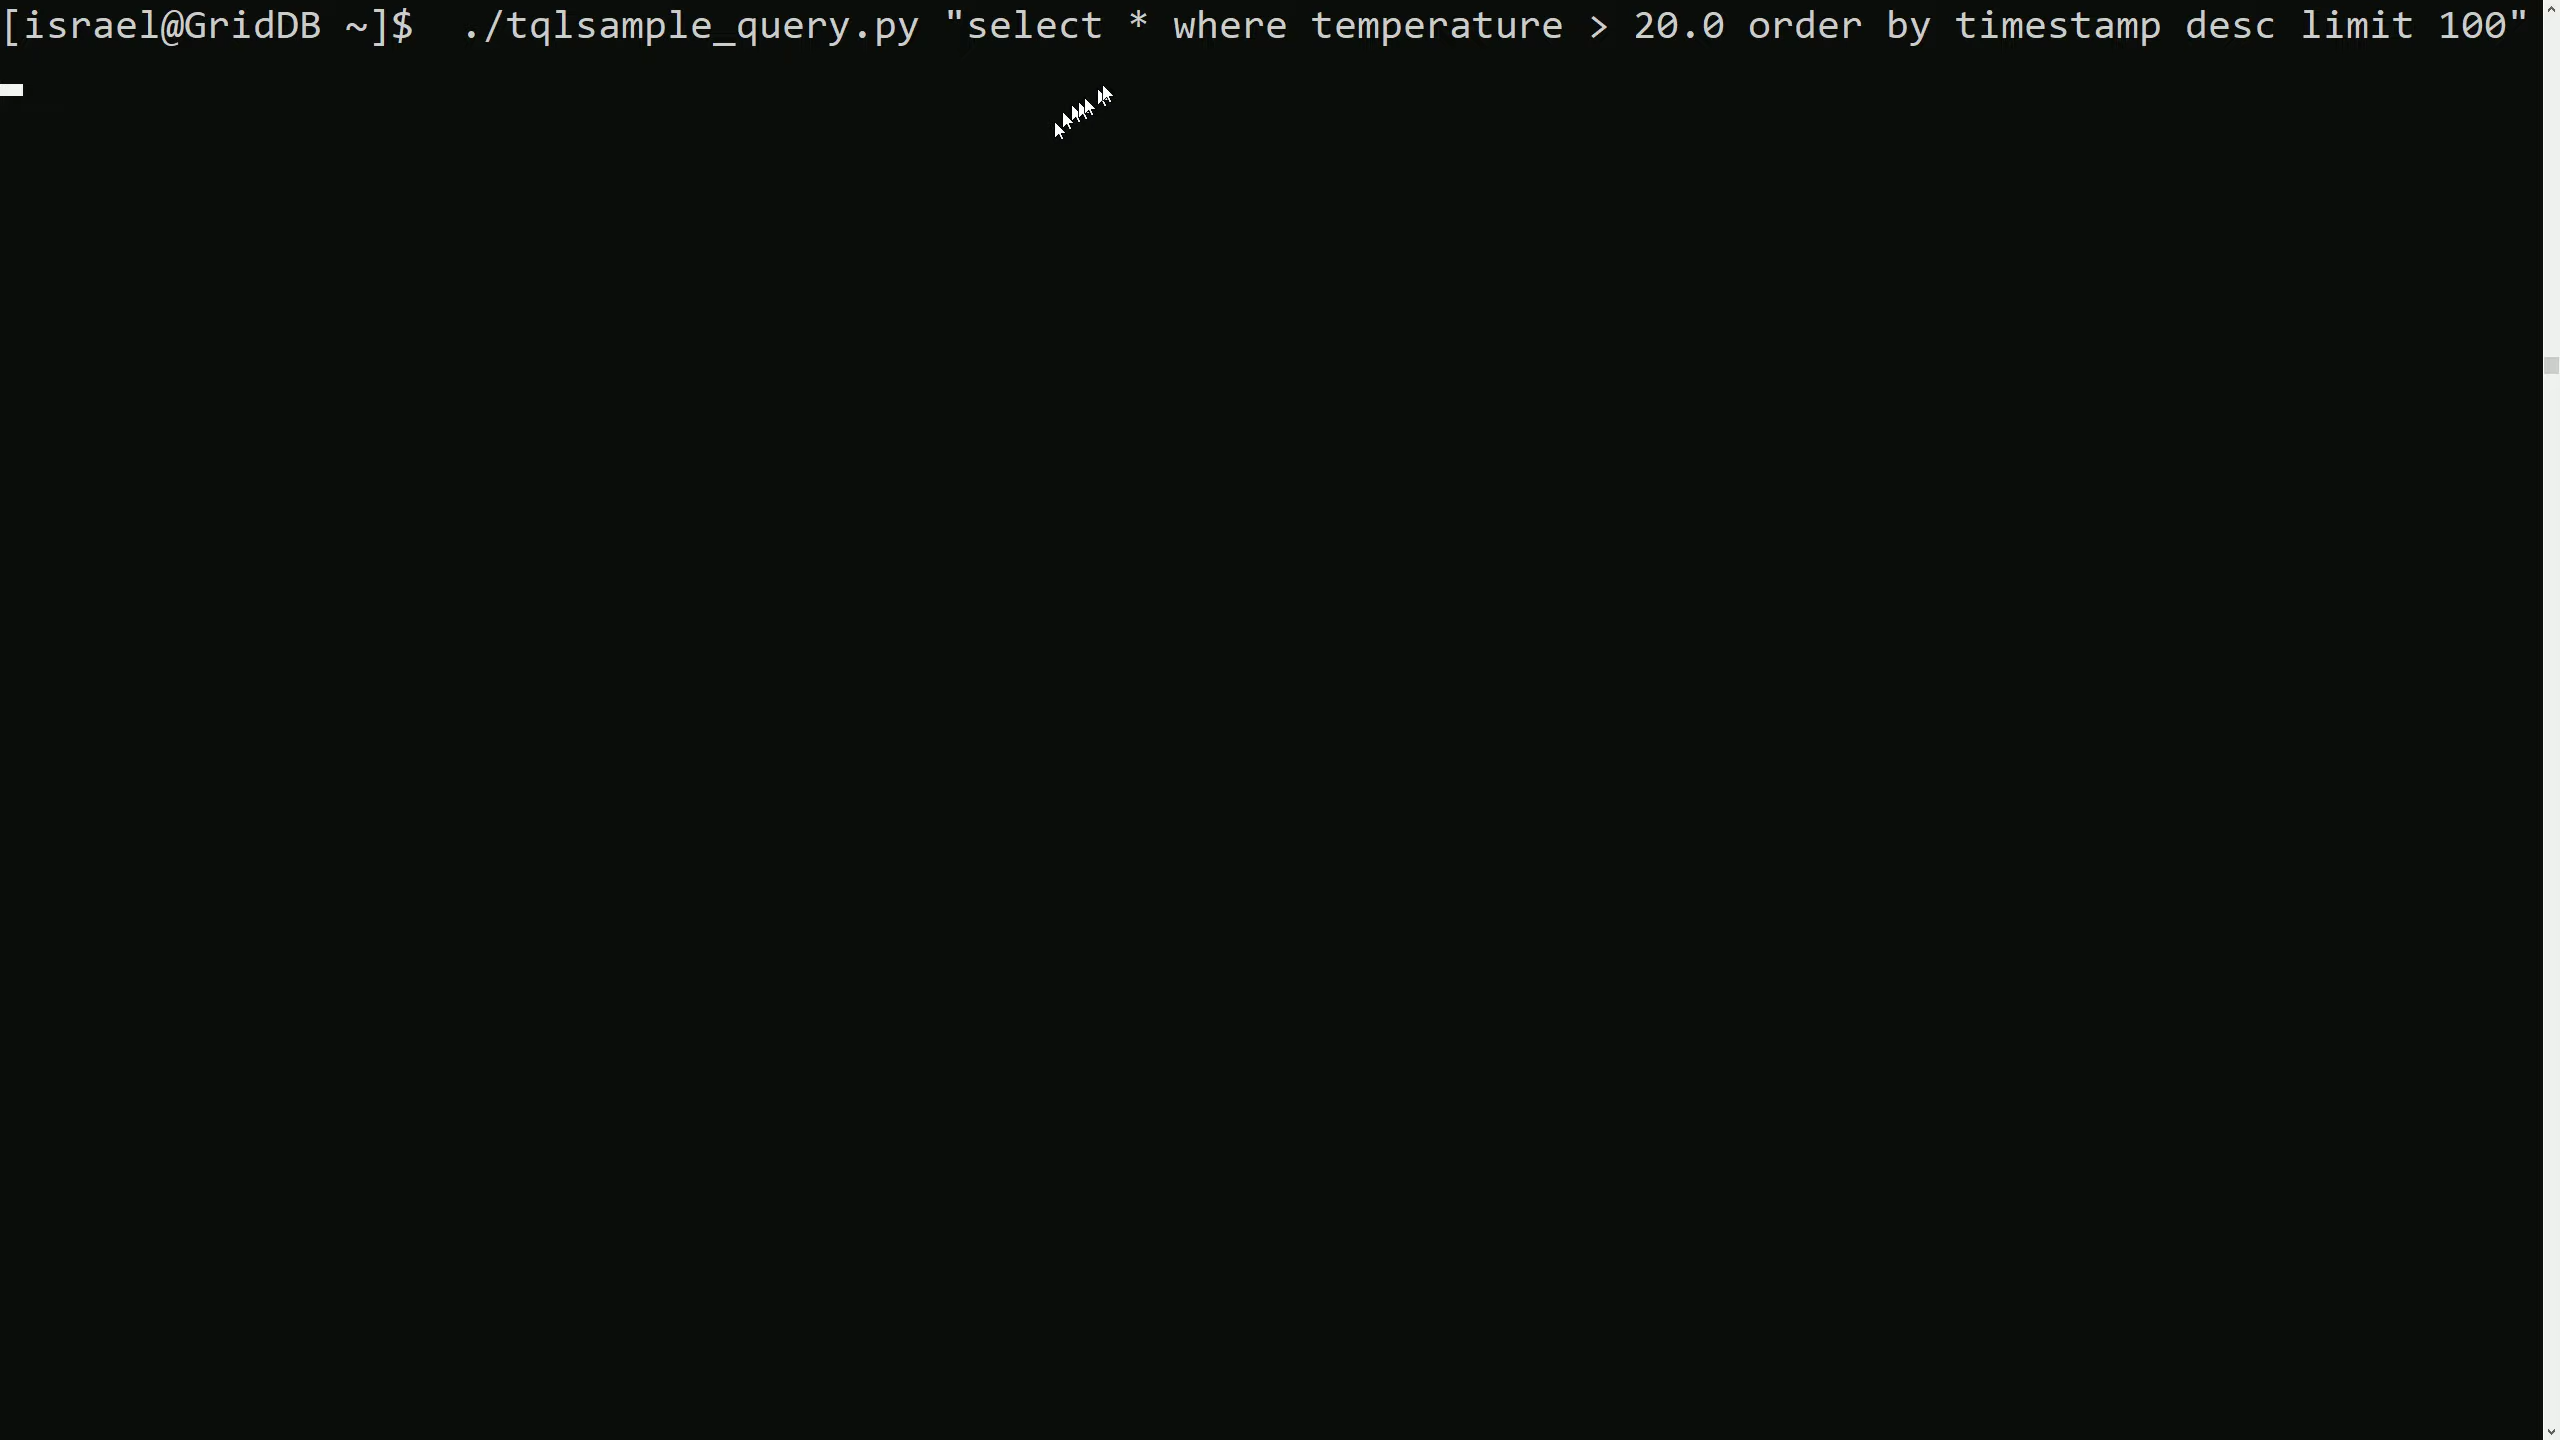 [israel@GridDB ~]$  ./tqlsample_query.py "select * where temperature > 20.0 order by timestamp desc limit 100"